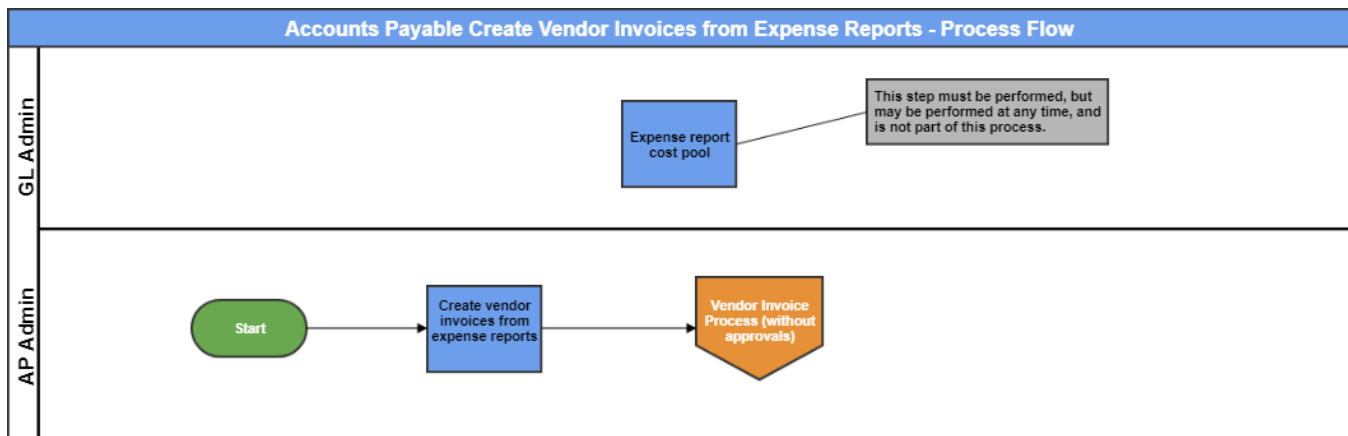 Accounts Payable Create Vendor Invoices from Expense Reports - Process Flow
GL Admin
Expense report
cost pool
This step must be performed, but
may be performed at any time, and
is not part of this process.
AP Admin
Start
Create vendor
invoices from
expense reports
Vendor Invoice
Process (without
approvals)